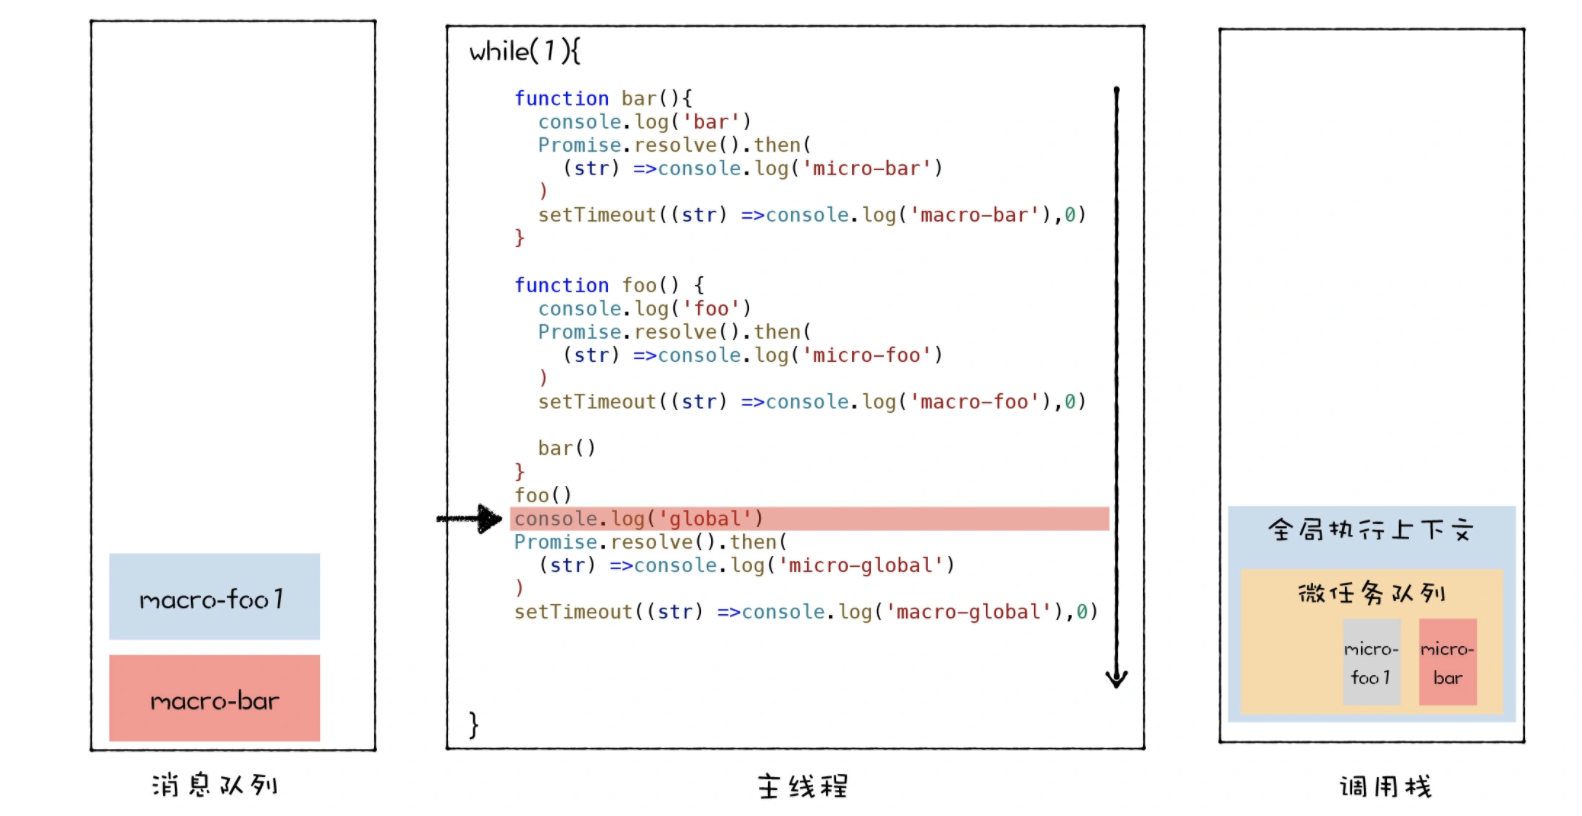 while(1){
function bar(){
console.log('bar')
Promise.resolve().then(
(str) =>console.log('micro-bar')
)
setTimeout((str) =>console.log('macro-bar'),0)
}
function foo() {
console.log('foo')
Promise.resolve().then(
(str) =>console.log('micro-foo')
)
setTimeout((str) =>console.log('macro-foo'),0)
bar()
}
foo()
console.log('global')
Promise.resolve().then(
(str) =>console.log('micro-global')
)
setTimeout((str) =>console.log('macro-global'),0)
}
macro-foo1
macro-bar
全局执行上下文
微任务队列
micro-
foo1
micro-
bar
消息队列
主线程
调用栈